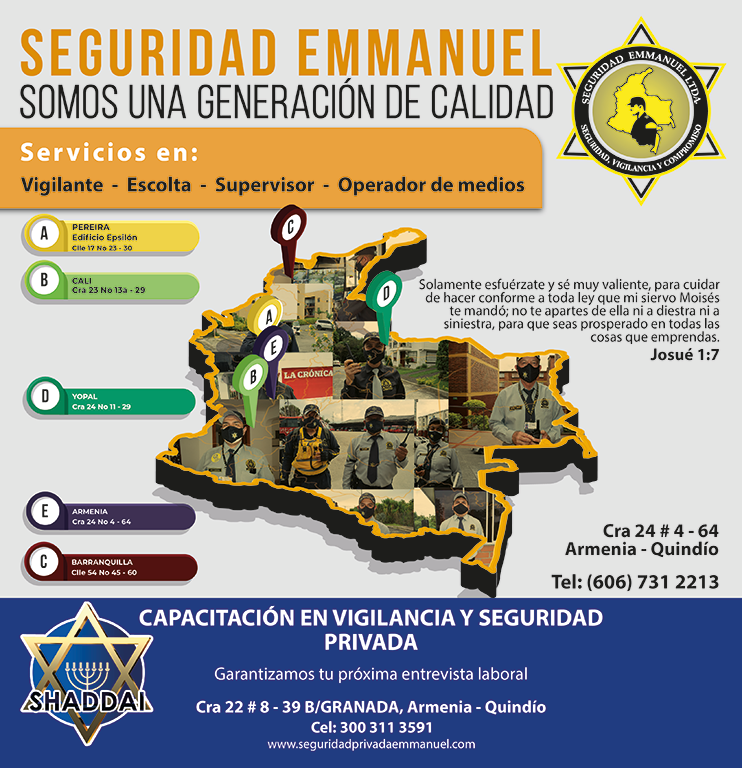 SEGURIDAD EMMANUEL
SOMOS UNA GENERACIÓN DE CALIDAD
SEGURIDAD EMMANUEL LTDA
SEGURIDAD, VIGILANCIA Y COMPROMISO
Servicios en:
Vigilante - Escolta - Supervisor - Operador de medios
A
PEREIRA
Edificio Epsilón
Clle 17 No 23 - 30
B
CALI
Cra 23 No 13a - 29
C
D
A
E
B
LA CRÓNICA
Solamente esfuérzate y sé muy valiente, para cuidar
de hacer conforme a toda ley que mi siervo Moisés
te mandó; no te apartes de ella ni a diestra ni a
siniestra, para que seas prosperado en todas las
cosas que emprendas.
Josué 1:7
D
YOPAL
Cra 24 No 11 - 29
E
ARMENIA
Cra 24 No 4 - 64
C
BARRANQUILLA
Clle 54 No 45 - 60
Cra 24 # 4 - 64
Armenia - Quindío
Tel: (606) 731 2213
SHADDAI
CAPACITACIÓN EN VIGILANCIA Y SEGURIDAD
PRIVADA
Garantizamos tu próxima entrevista laboral
Cra 22 # 8 - 39 B/GRANADA, Armenia - Quindío
Cel: 300 311 3591
www.seguridadprivadaemmanuel.com